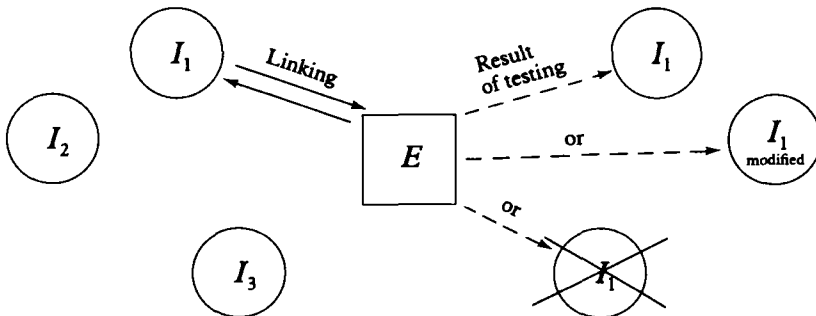 I₁
Linking
Result
of testing
I₁
I₂
E
or
I₁
modified
or
I₃
I₁